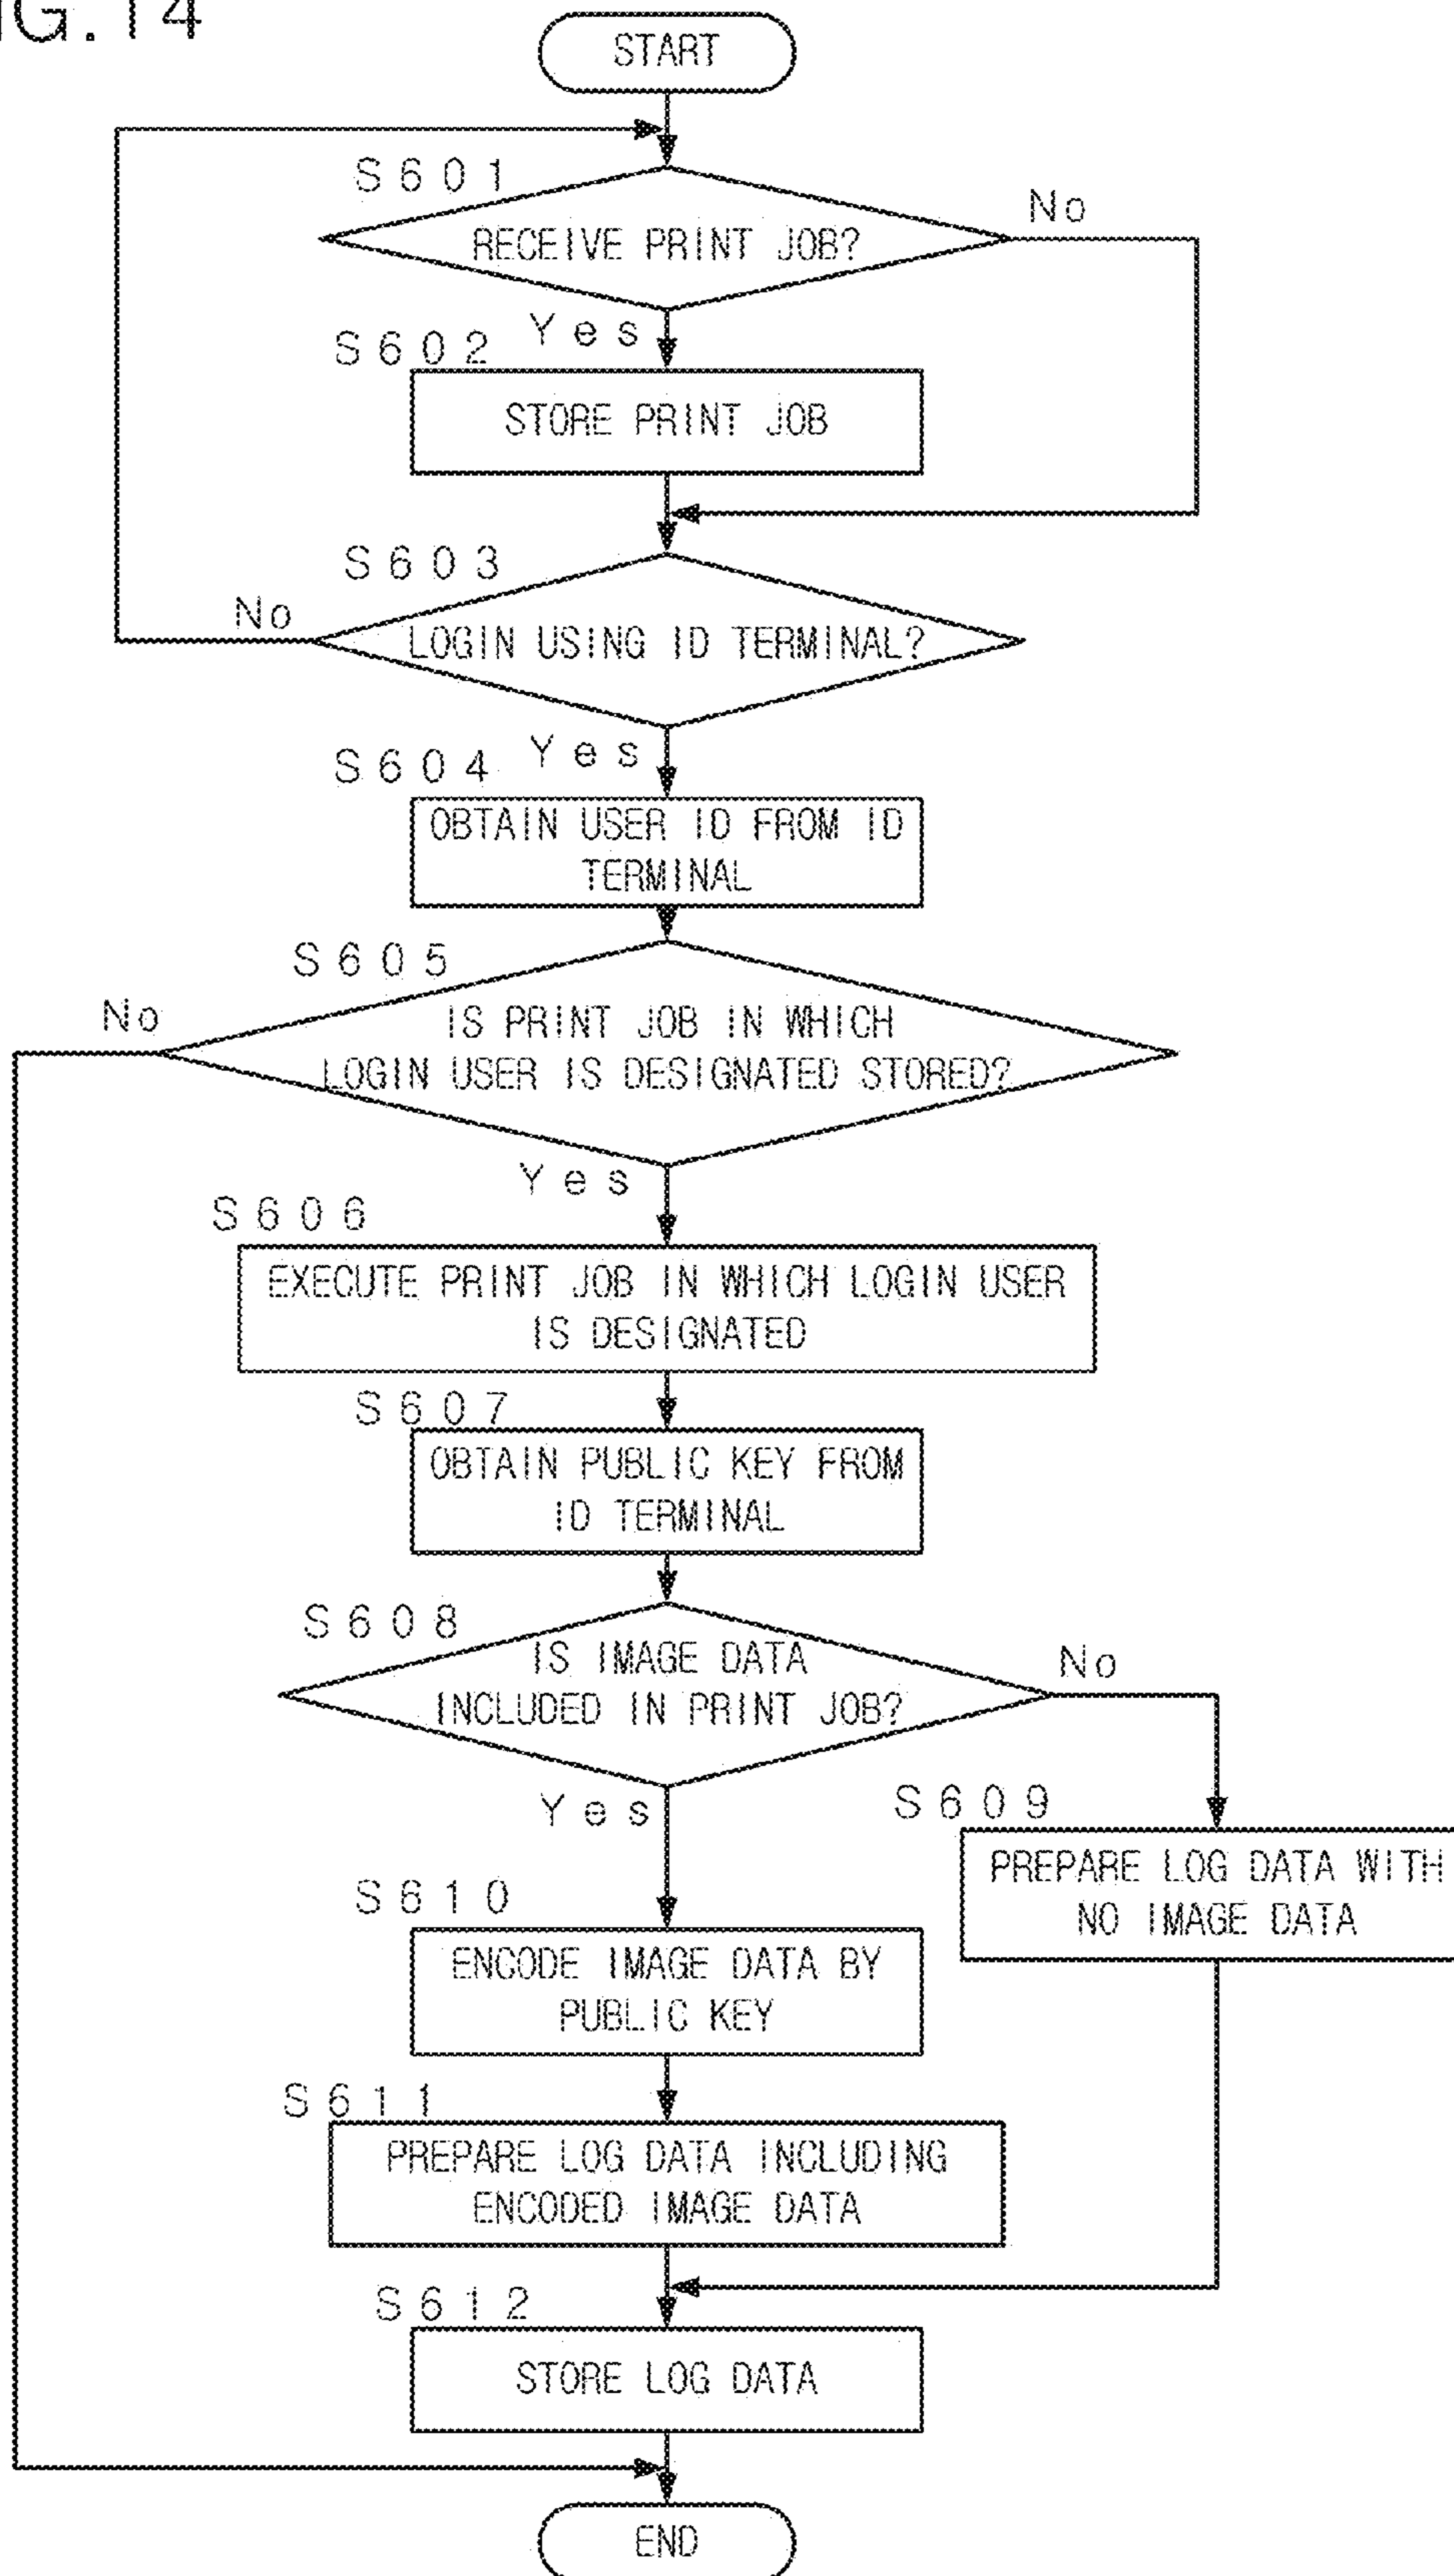 IG.14
START
S601
RECEIVE PRINT JOB?
No
Yes
S602
STORE PRINT JOB
S603
No
LOGIN USING ID TERMINAL?
Yes
S604
OBTAIN USER ID FROM ID
TERMINAL
S605
No
IS PRINT JOB IN WHICH
LOGIN USER IS DESIGNATED STORED?
Yes
S606
EXECUTE PRINT JOB IN WHICH LOGIN USER
IS DESIGNATED
S607
OBTAIN PUBLIC KEY FROM
ID TERMINAL
S608
IS IMAGE DATA
INCLUDED IN PRINT JOB?
No
Yes
S609
PREPARE LOG DATA WITH
NO IMAGE DATA
S610
ENCODE IMAGE DATA BY
PUBLIC KEY
S611
PREPARE LOG DATA INCLUDING
ENCODED IMAGE DATA
S612
STORE LOG DATA
END